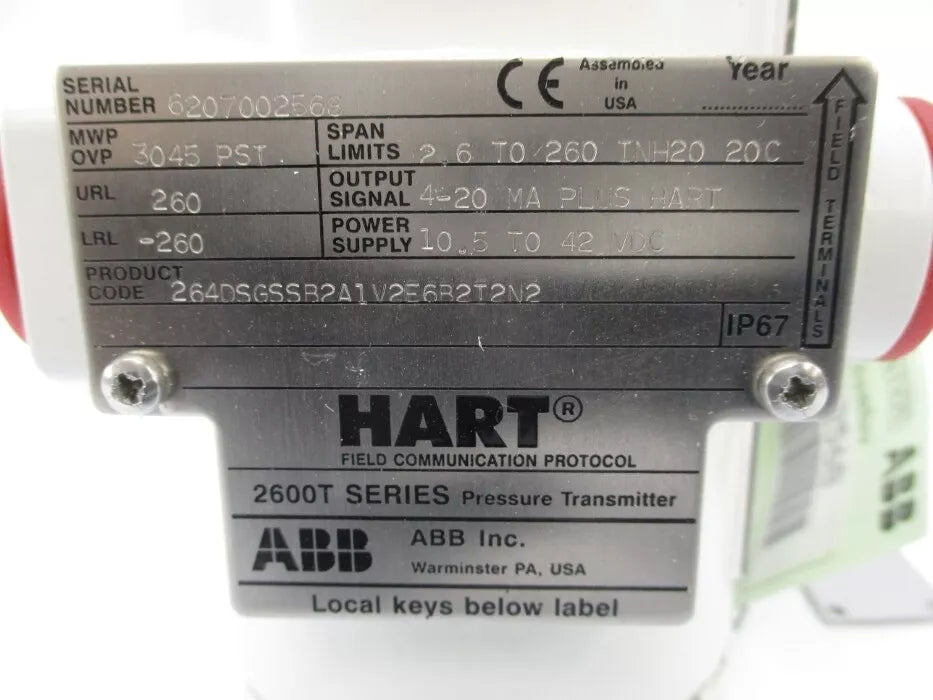 SERIAL
NUMBER 6207002568
CE
Assembled
in
USA
Year
MWP
OVP 3045 PSI
SPAN
LIMITS 2.6 TO 260 INH20 20C
URL 260
OUTPUT
SIGNAL 4-20 MA PLUS HART
LRL -260
POWER
SUPPLY 10.5 TO 42 VDC
PRODUCT
CODE 264DSGSSB2A1V2E6B2T2N2
IP67
FIELD TERMINALS
HART®
FIELD COMMUNICATION PROTOCOL
2600T SERIES Pressure Transmitter
ABB ABB Inc.
Warminster PA, USA
Local keys below label
ABB